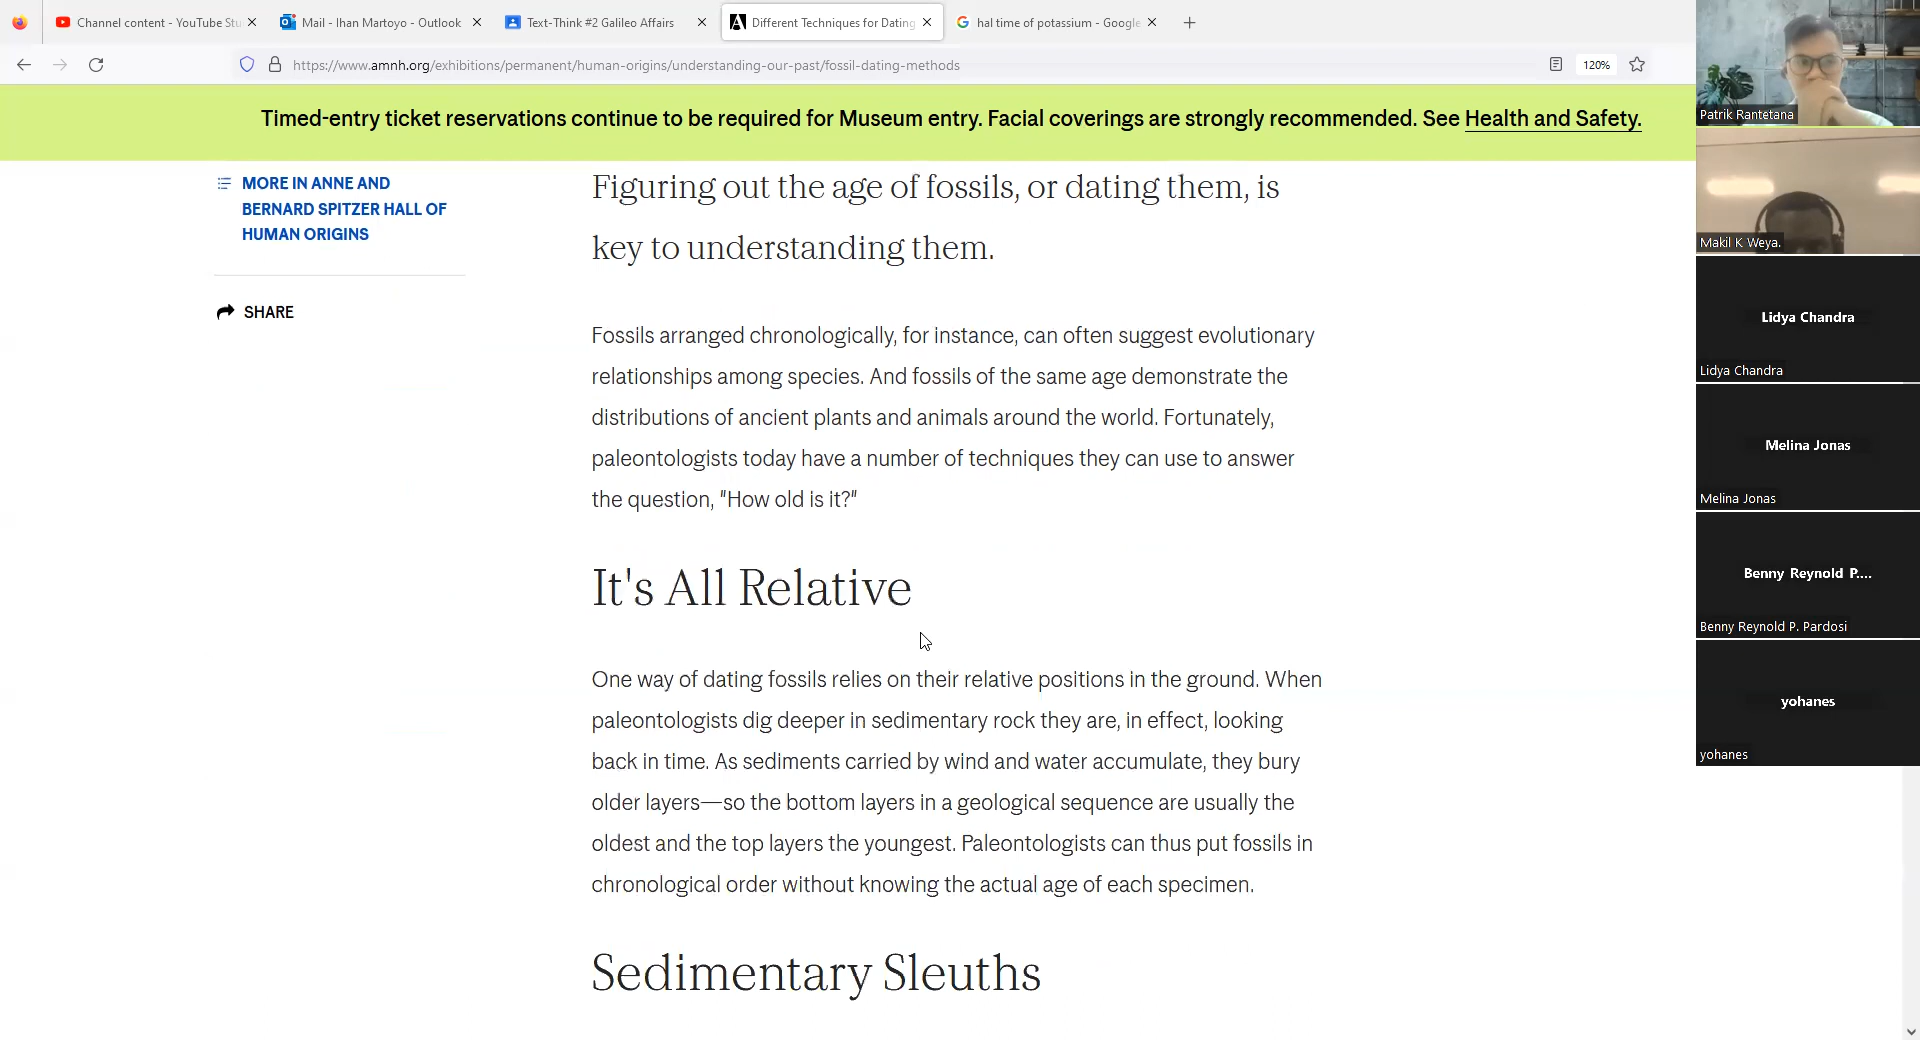 Channel content - YouTube Stu
Mail - Ihan Martoyo - Outlook
Text-Think #2 Galileo Affairs
Different Techniques for Dating
hal time of potassium - Google
https://www.amnh.org/exhibitions/permanent/human-origins/understanding-our-past/fossil-dating-methods
120%
Timed-entry ticket reservations continue to be required for Museum entry. Facial coverings are strongly recommended. See Health and Safety.
MORE IN ANNE AND
BERNARD SPITZER HALL OF
HUMAN ORIGINS
SHARE
Figuring out the age of fossils, or dating them, is
key to understanding them.
Fossils arranged chronologically, for instance, can often suggest evolutionary
relationships among species. And fossils of the same age demonstrate the
distributions of ancient plants and animals around the world. Fortunately,
paleontologists today have a number of techniques they can use to answer
the question, "How old is it?"
It's All Relative
One way of dating fossils relies on their relative positions in the ground. When
paleontologists dig deeper in sedimentary rock they are, in effect, looking
back in time. As sediments carried by wind and water accumulate, they bury
older layers—so the bottom layers in a geological sequence are usually the
oldest and the top layers the youngest. Paleontologists can thus put fossils in
chronological order without knowing the actual age of each specimen.
Sedimentary Sleuths
Patrik Rantetana
Makil K Weya.
Lidya Chandra
Lidya Chandra
Melina Jonas
Melina Jonas
Benny Reynold P....
Benny Reynold P. Pardosi
yohanes
yohanes